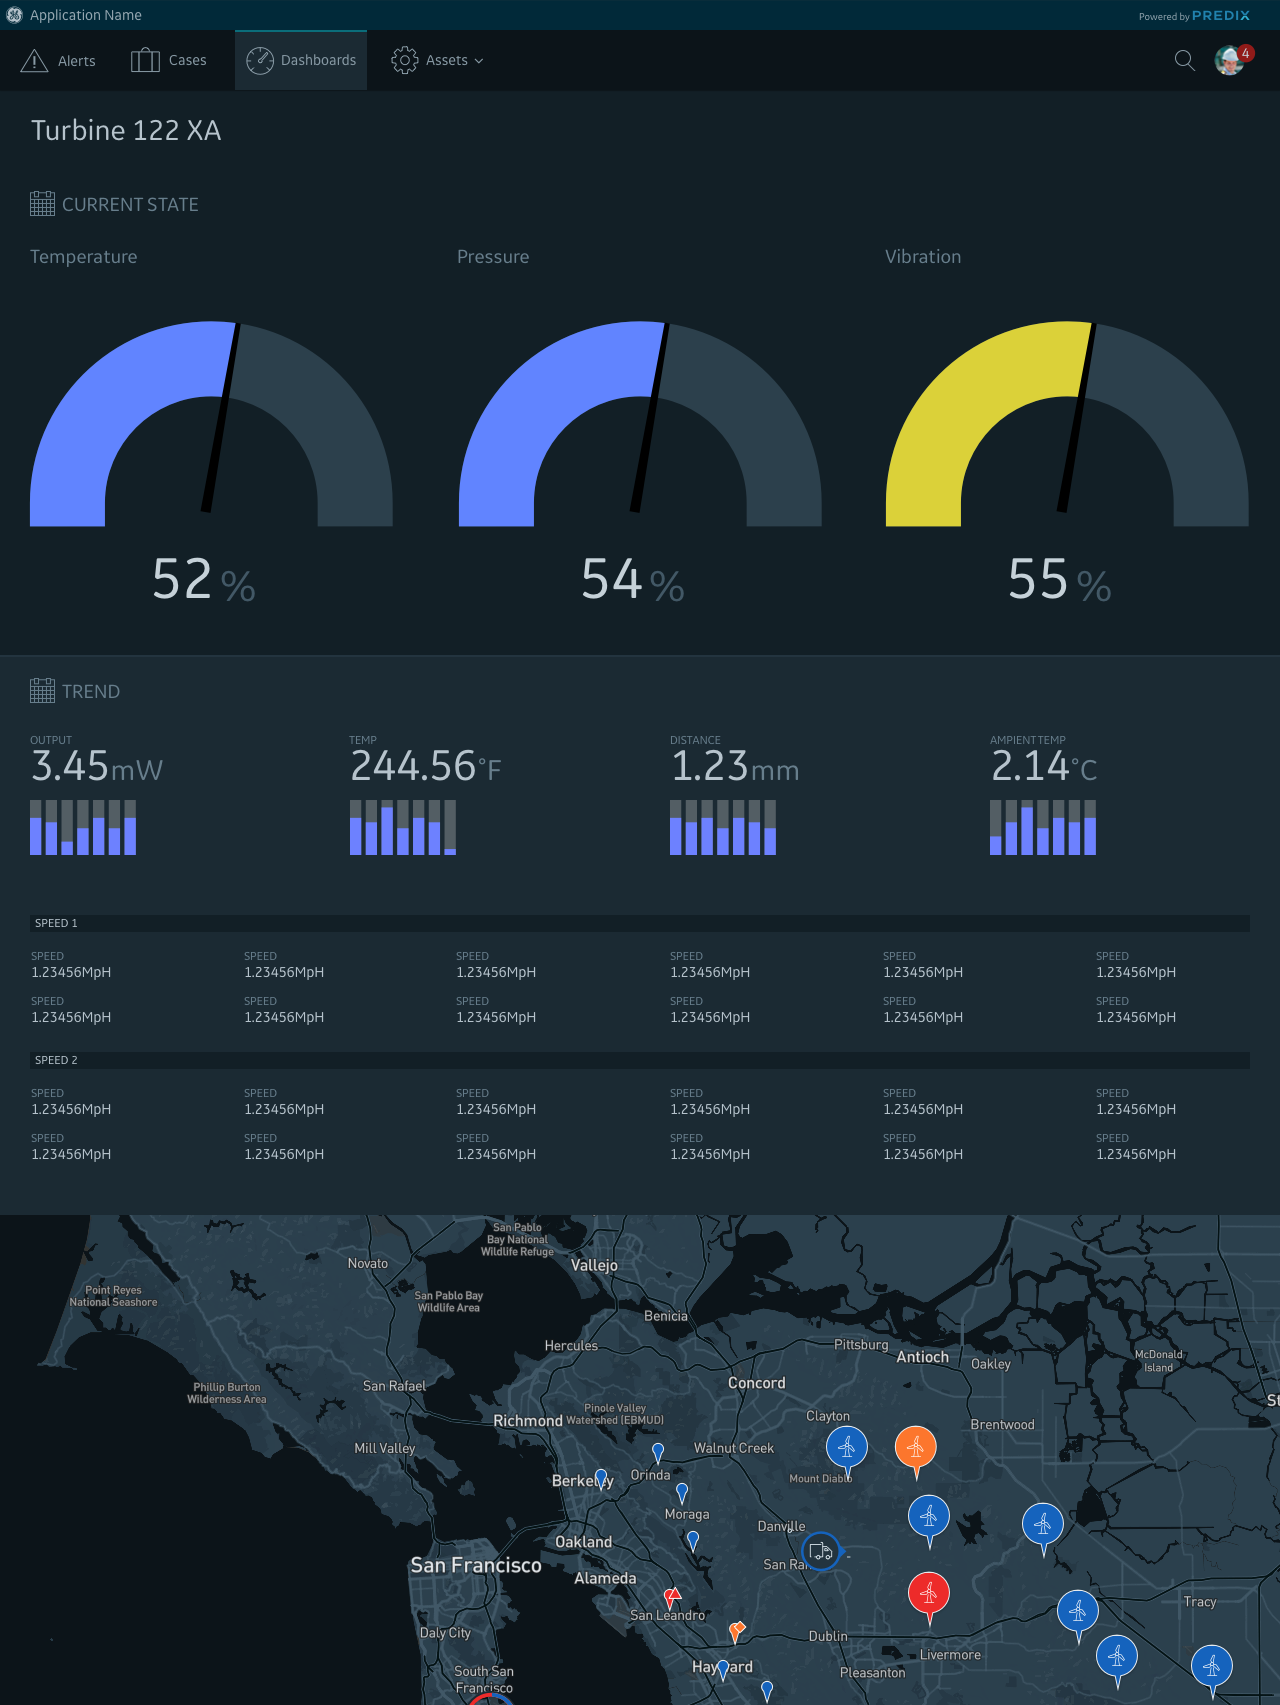 Application Name
Powered by PREDIX
Alerts
Cases
Dashboards
Assets
4
Turbine 122 XA
CURRENT STATE
Temperature
Pressure
Vibration
52 %
54 %
55 %
TREND
OUTPUT
TEMP
DISTANCE
AMPIENT TEMP
3.45mW
244.56°F
1.23mm
2.14°C
SPEED 1
SPEED SPEED SPEED SPEED SPEED SPEED
1.23456MpH 1.23456MpH 1.23456MpH 1.23456MpH 1.23456MpH 1.23456MpH
SPEED SPEED SPEED SPEED SPEED SPEED
1.23456MpH 1.23456MpH 1.23456MpH 1.23456MpH 1.23456MpH 1.23456MpH
SPEED 2
SPEED SPEED SPEED SPEED SPEED SPEED
1.23456MpH 1.23456MpH 1.23456MpH 1.23456MpH 1.23456MpH 1.23456MpH
SPEED SPEED SPEED SPEED SPEED SPEED
1.23456MpH 1.23456MpH 1.23456MpH 1.23456MpH 1.23456MpH 1.23456MpH
San Pablo
Bay National
Wildlife Refuge
Novato
Vallejo
Point Reyes
National Seashore
San Pablo Bay
Wildlife Area
Benicia
Hercules
Pittsburg
Antioch
Oakley
McDonald
Island
San Rafael
Phillip Burton
Wilderness Area
Concord
St
Richmond
Pinole Valley
Watershed (EBMUD)
Clayton
Brentwood
Mill Valley
Walnut Creek
Berkeley
Orinda
Mount Diablo
Moraga
Danville
Oakland
San Francisco
San Ra
Alameda
San Leandro
Tracy
Daly City
Dublin
Livermore
Hayward
Pleasanton
South San
Francisco